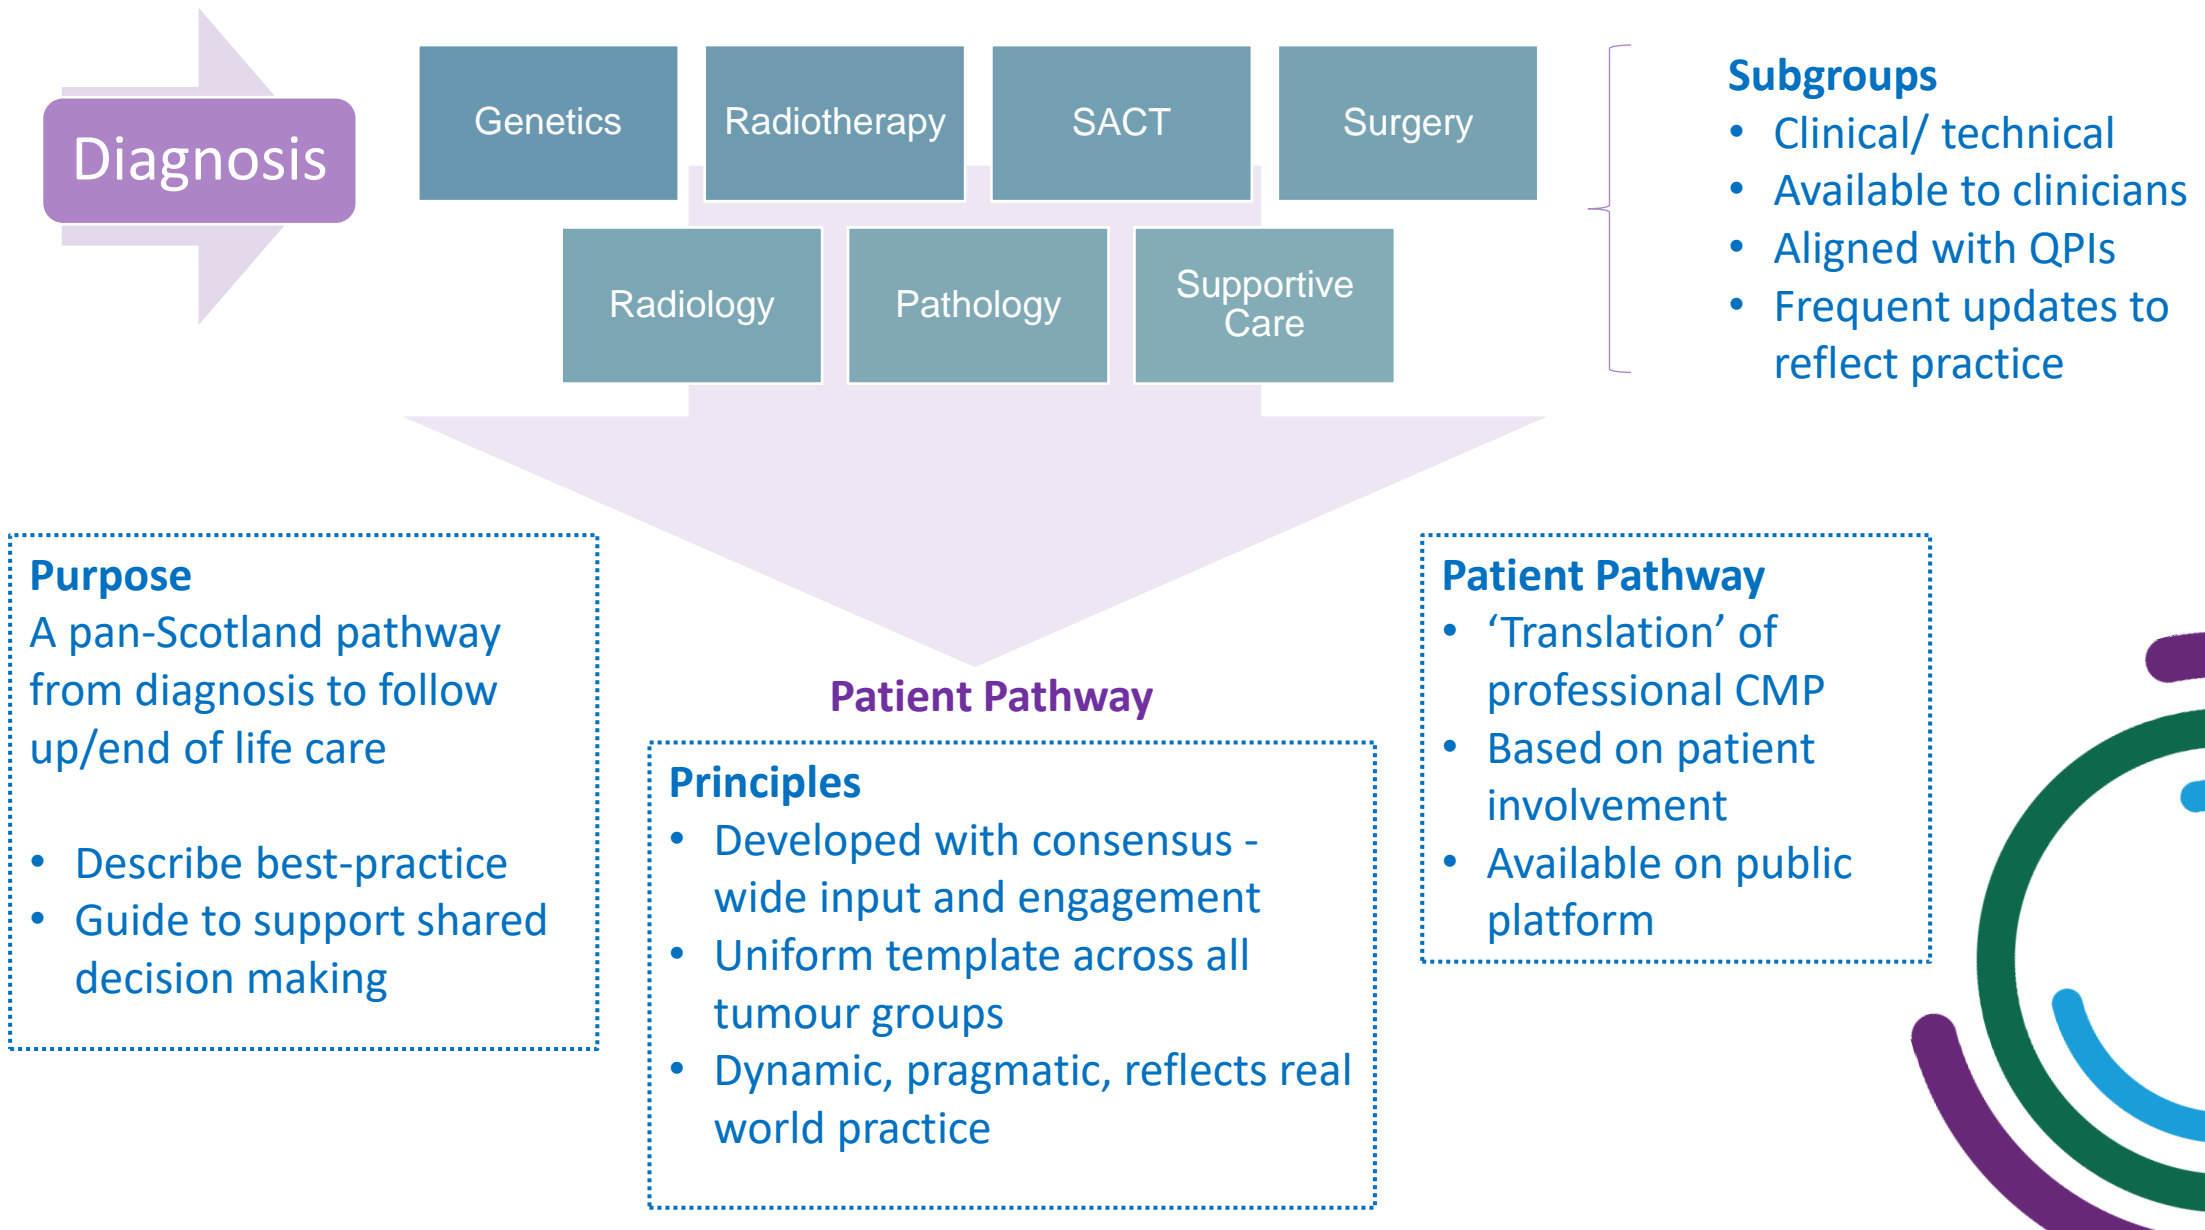 Diagnosis
Genetics
Radiotherapy
SACT
Surgery
Radiology
Pathology
Supportive
Care
Subgroups
• Clinical/ technical
• Available to clinicians
• Aligned with QPIs
• Frequent updates to
reflect practice
Purpose
A pan-Scotland pathway
from diagnosis to follow
up/end of life care
• Describe best-practice
• Guide to support shared
decision making
Patient Pathway
Principles
• Developed with consensus -
wide input and engagement
• Uniform template across all
tumour groups
• Dynamic, pragmatic, reflects real
world practice
Patient Pathway
• ‘Translation’ of
professional CMP
• Based on patient
involvement
• Available on public
platform